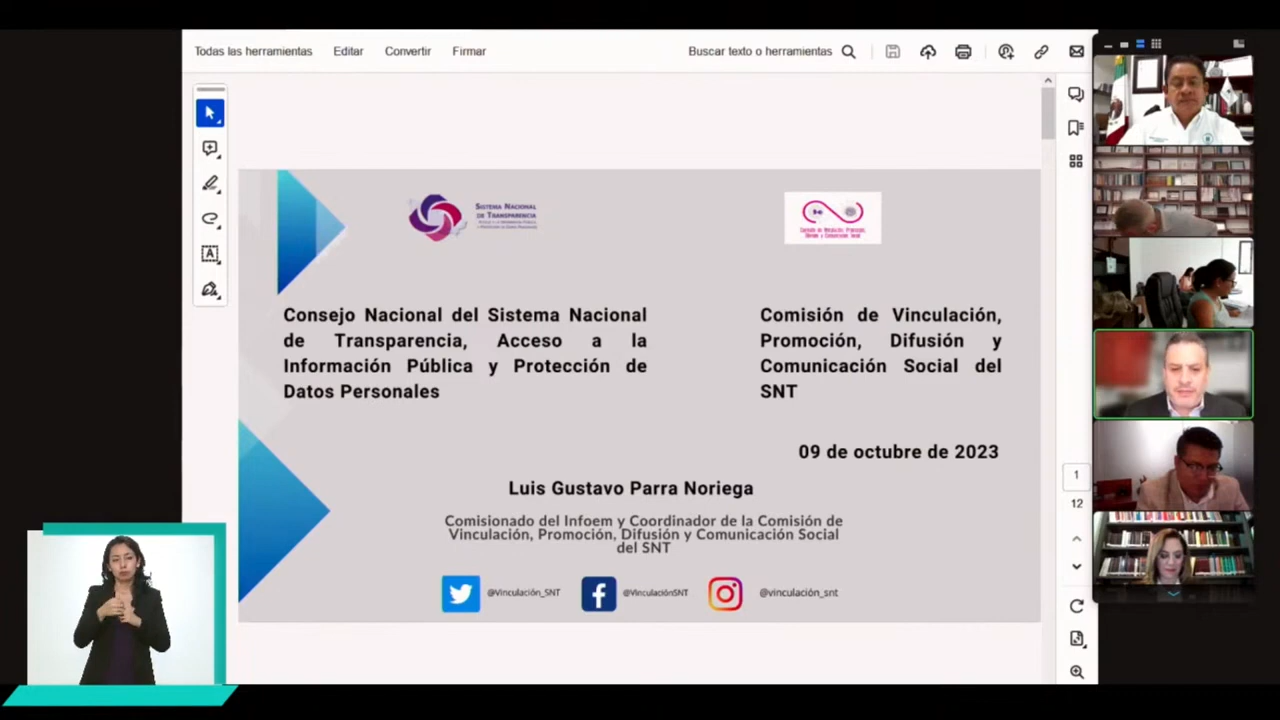 Todas las herramientas Editar Convertir Firmar
Buscar texto o herramientas
SISTEMA NACIONAL
DE TRANSPARENCIA
Consejo Nacional del Sistema Nacional
de Transparencia, Acceso a la
Información Pública y Protección de
Datos Personales
Comisión de Vinculación,
Promoción, Difusión y
Comunicación Social del
SNT
09 de octubre de 2023
Luis Gustavo Parra Noriega
Comisionado del Infoem y Coordinador de la Comisión de
Vinculación, Promoción, Difusión y Comunicación Social
del SNT
@Vinculación_SNT
@VinculaciónSNT
@vinculación_snt
1
12